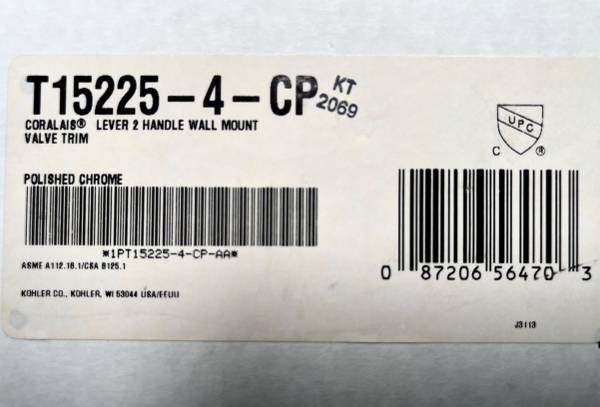 T15225-4-CP
KT
2069
CORALAIS® LEVER 2 HANDLE WALL MOUNT
VALVE TRIM
UPC
C ®
POLISHED CHROME
*1PT15225-4-CP-AA*
0 87206 56470 3
ASME A112.18.1/CSA B125.1
KOHLER CO., KOHLER, WI 53044 USA/EEUU
J3113